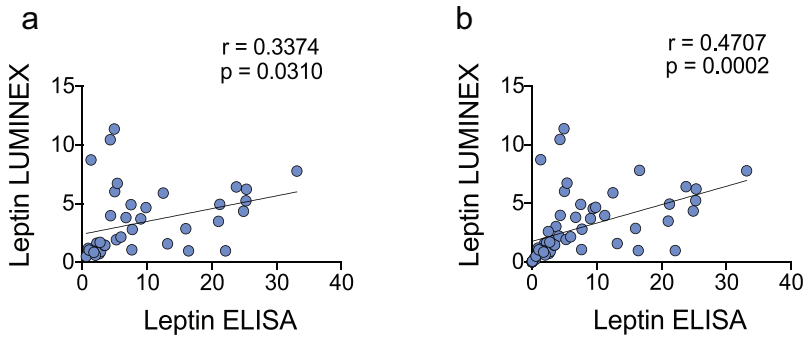 a
r = 0.3374
p = 0.0310
Leptin LUMINEX
15
10
5
0
0 10 20 30 40
Leptin ELISA
b
r = 0.4707
p = 0.0002
Leptin LUMINEX
15
10
5
0
0 10 20 30 40
Leptin ELISA